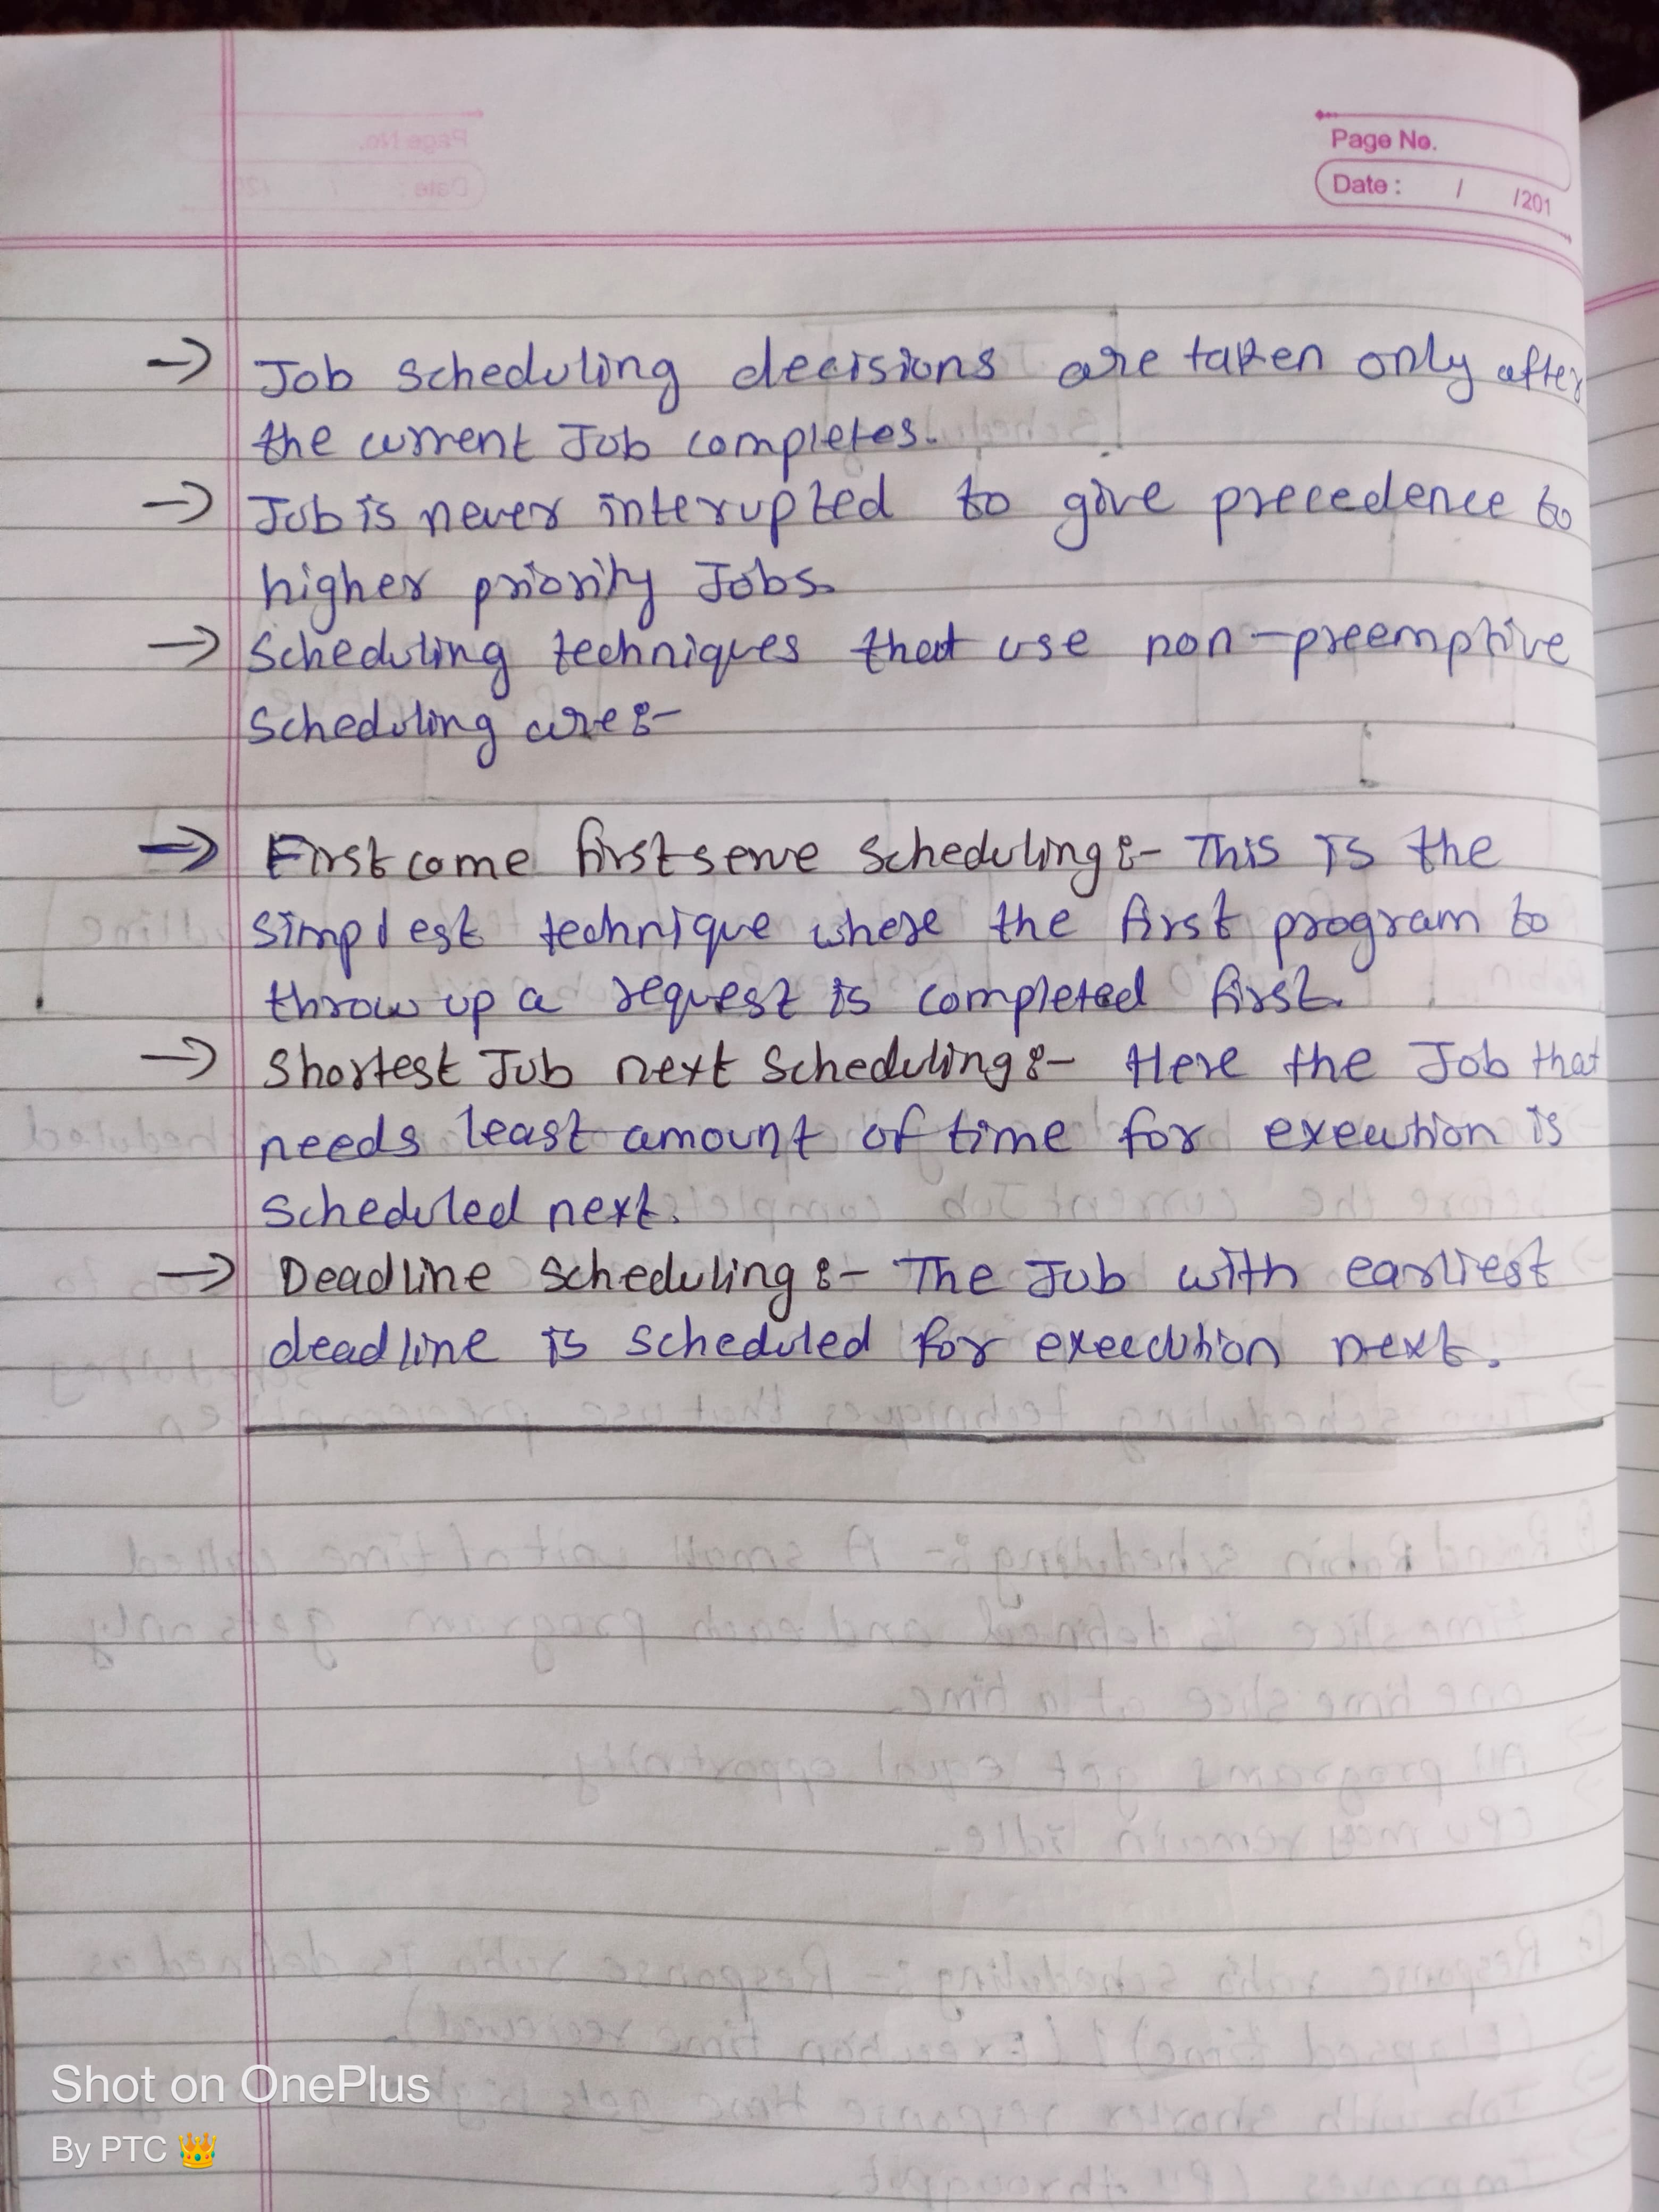 Page No.
Date : / /201
→ Job scheduling decisions are taken only after
the current Job completes.
→ Job is never interupted to give precedence to
higher priority Jobs.
→ Scheduling techniques that use non-preemptive
scheduling are:-
→ First come first serve scheduling:- This is the
simplest technique where the first program to
throw up a request is completed first.
→ Shortest Job next scheduling:- Here the Job that
needs least amount of time for execution is
scheduled next.
→ Deadline scheduling:- The Job with earliest
deadline is scheduled for execution next.
Shot on OnePlus
By PTC 👑